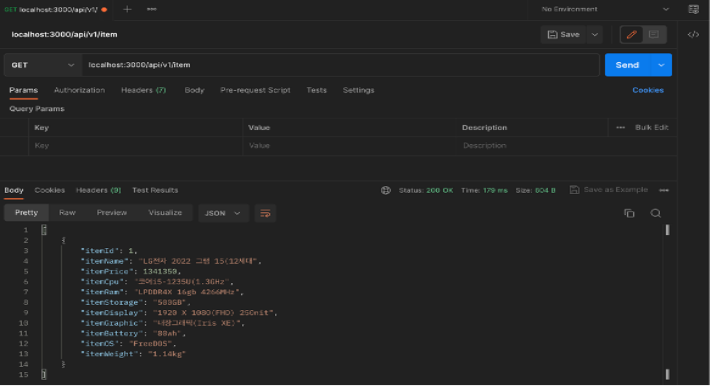 GET localhost:3000/api/v1/
No Environment
localhost:3000/api/v1/item
Save
GET
localhost:3000/api/v1/item
Send
Params Authorization Headers (7) Body Pre-request Script Tests Settings Cookies
Query Params
Key Value Description Bulk Edit
Key Value Description
Body Cookies Headers (9) Test Results Status: 200 OK Time: 179 ms Size: 604 B Save as Example
Pretty Raw Preview Visualize JSON
1 [
2 {
3 "itemId": 1,
4 "itemName": "LG전자 2022 그램 15(12세대",
5 "itemPrice": 1341350,
6 "itemCpu": "코어i5-1235U(1.3GHz",
7 "itemRam": "LPDDR4X 16gb 4266MHz",
8 "itemStorage": "500GB",
9 "itemDisplay": "1920 X 1080(FHD) 250nit",
10 "itemGraphic": "내장그래픽(Iris XE)",
11 "itemBattery": "80wh",
12 "itemOS": "FreeDOS",
13 "itemWeight": "1.14kg"
14 }
15 ]